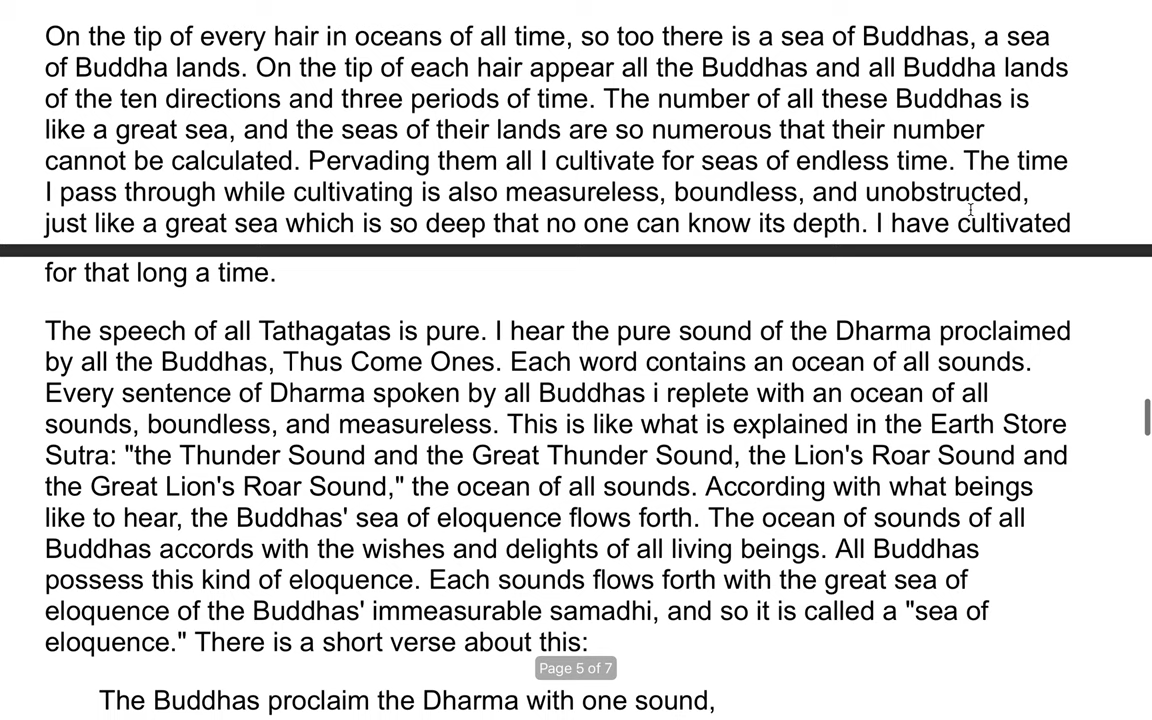 On the tip of every hair in oceans of all time, so too there is a sea of Buddhas, a sea
of Buddha lands. On the tip of each hair appear all the Buddhas and all Buddha lands
of the ten directions and three periods of time. The number of all these Buddhas is
like a great sea, and the seas of their lands are so numerous that their number
cannot be calculated. Pervading them all I cultivate for seas of endless time. The time
I pass through while cultivating is also measureless, boundless, and unobstructed,
just like a great sea which is so deep that no one can know its depth. I have cultivated
for that long a time.
The speech of all Tathagatas is pure. I hear the pure sound of the Dharma proclaimed
by all the Buddhas, Thus Come Ones. Each word contains an ocean of all sounds.
Every sentence of Dharma spoken by all Buddhas i replete with an ocean of all
sounds, boundless, and measureless. This is like what is explained in the Earth Store
Sutra: "the Thunder Sound and the Great Thunder Sound, the Lion's Roar Sound and
the Great Lion's Roar Sound," the ocean of all sounds. According with what beings
like to hear, the Buddhas' sea of eloquence flows forth. The ocean of sounds of all
Buddhas accords with the wishes and delights of all living beings. All Buddhas
possess this kind of eloquence. Each sounds flows forth with the great sea of
eloquence of the Buddhas' immeasurable samadhi, and so it is called a "sea of
eloquence." There is a short verse about this:
Page 5 of 7
The Buddhas proclaim the Dharma with one sound,